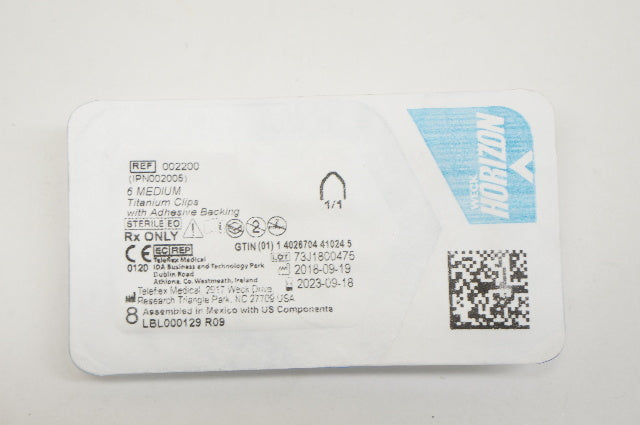 REF 002200
(IPN002005)
6 MEDIUM
Titanium Clips
with Adhesive Backing
1/1
STERILE EO
Rx ONLY
GTIN (01) 1 4026704 41024 5
CE EC REP
0120
Teleflex Medical
IDA Business and Technology Park
Dublin Road
Athlone, Co. Westmeath, Ireland
LOT 73J1800475
2018-09-19
2023-09-18
Teleflex Medical, Weck Drive
Research Triangle Park, NC 27709 USA
8 Assembled in Mexico with US Components
LBL000129 R09
WECK
HORIZON